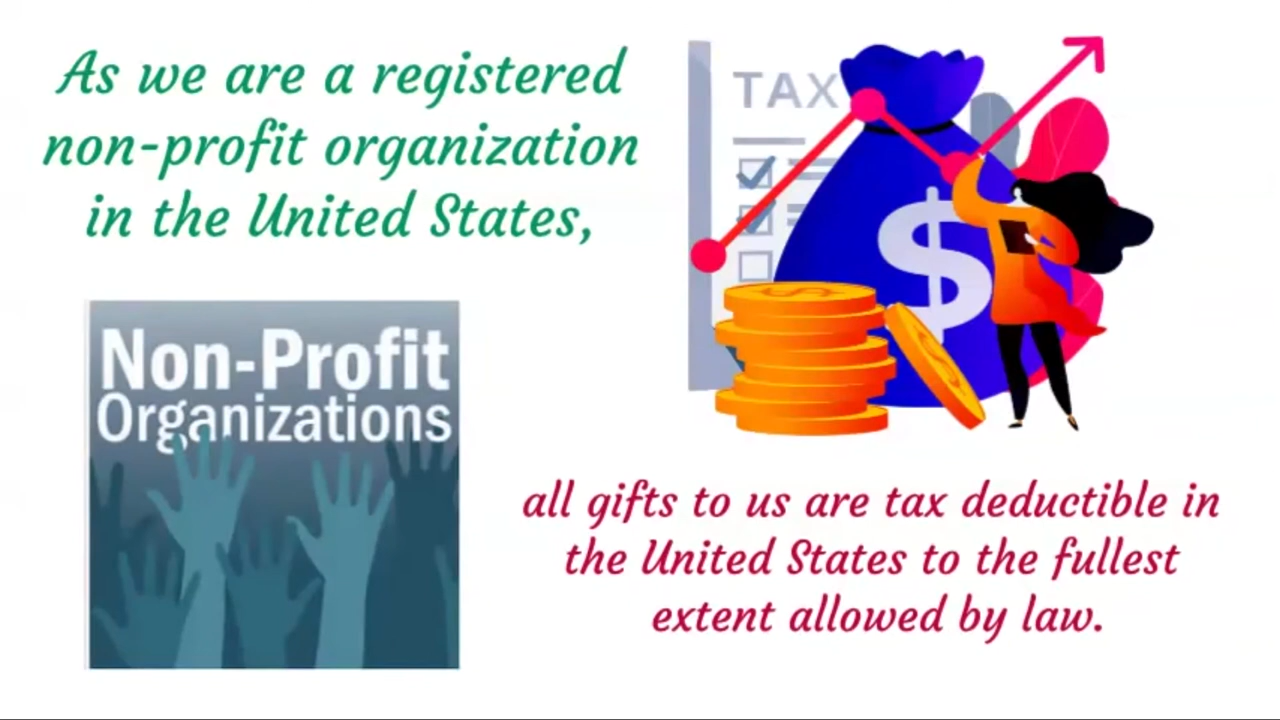 As we are a registered
non-profit organization
in the United States,
TAX
$
Non-Profit
Organizations
all gifts to us are tax deductible in
the United States to the fullest
extent allowed by law.